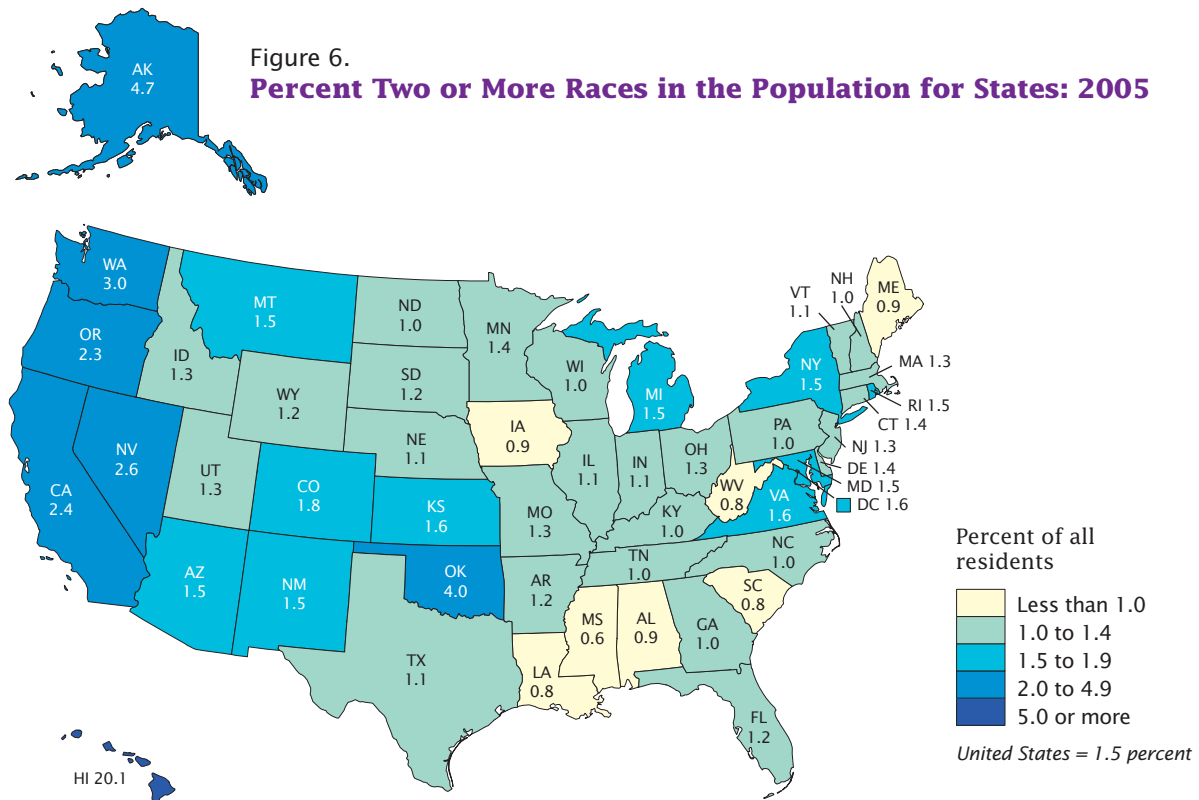 Figure 6.
Percent Two or More Races in the Population for States: 2005
AK
4.7
WA
3.0
OR
2.3
CA
2.4
NV
2.6
ID
1.3
MT
1.5
WY
1.2
UT
1.3
CO
1.8
AZ
1.5
NM
1.5
ND
1.0
SD
1.2
NE
1.1
KS
1.6
OK
4.0
TX
1.1
MN
1.4
IA
0.9
MO
1.3
AR
1.2
LA
0.8
WI
1.0
IL
1.1
MI
1.5
IN
1.1
OH
1.3
KY
1.0
TN
1.0
MS
0.6
AL
0.9
GA
1.0
FL
1.2
SC
0.8
NC
1.0
VA
1.6
WV
0.8
PA
1.0
NY
1.5
VT
1.1
NH
1.0
ME
0.9
MA 1.3
RI 1.5
CT 1.4
NJ 1.3
DE 1.4
MD 1.5
DC 1.6
HI 20.1
Percent of all
residents
Less than 1.0
1.0 to 1.4
1.5 to 1.9
2.0 to 4.9
5.0 or more
United States = 1.5 percent